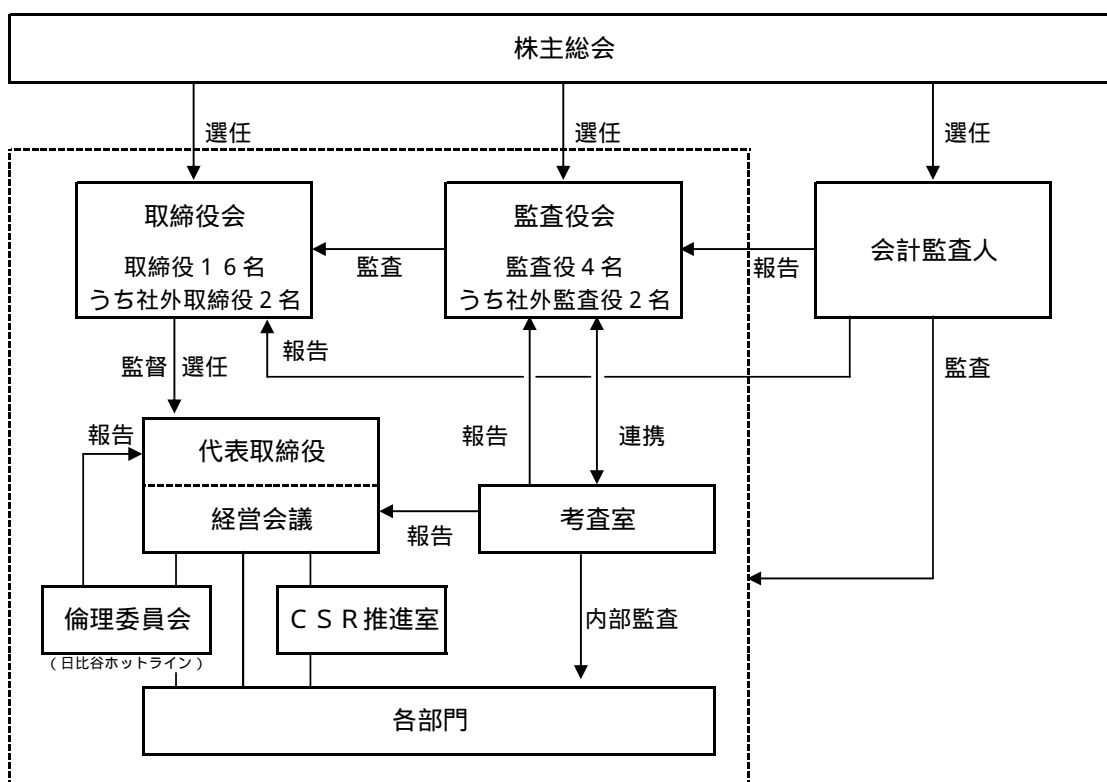 株主総会
選任
選任
選任
取締役会
取締役16名
うち社外取締役2名
監査
監査役会
監査役4名
うち社外監査役2名
報告
会計監査人
監督
選任
報告
監査
報告
代表取締役
経営会議
報告
報告
連携
考査室
倫理委員会
(日比谷ホットライン)
CSR推進室
内部監査
各部門